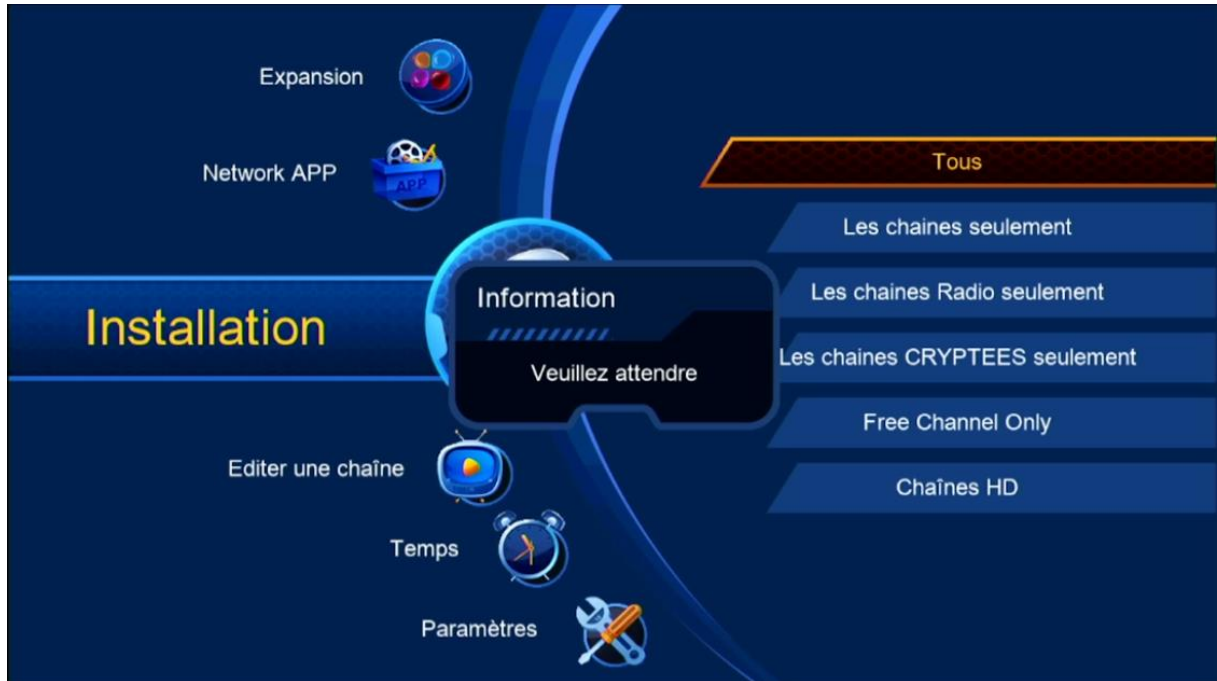 Expansion
Network APP
APP
Installation
Information
Veuillez attendre
Editer une chaîne
Temps
Paramètres
Tous
Les chaines seulement
Les chaines Radio seulement
Les chaines CRYPTEES seulement
Free Channel Only
Chaînes HD